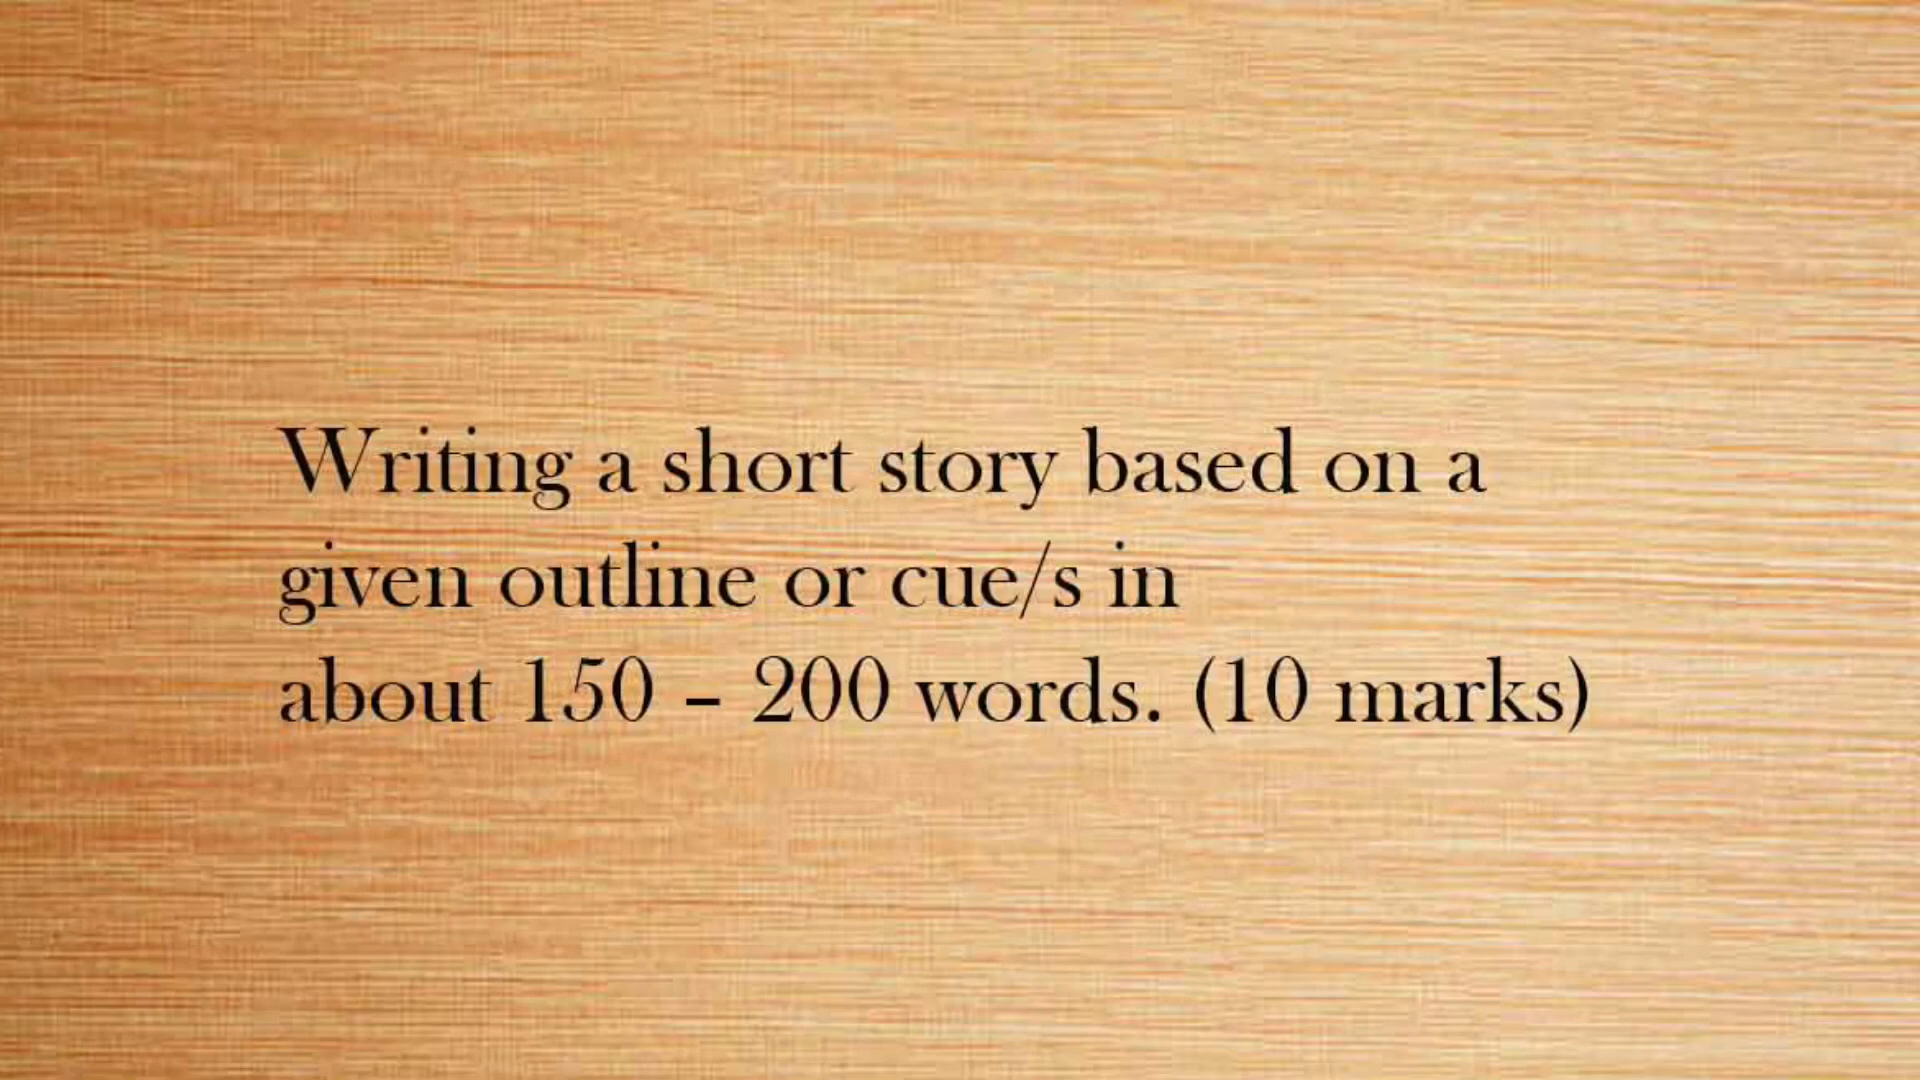 Writing a short story based on a
given outline or cue/s in
about 150 – 200 words. (10 marks)